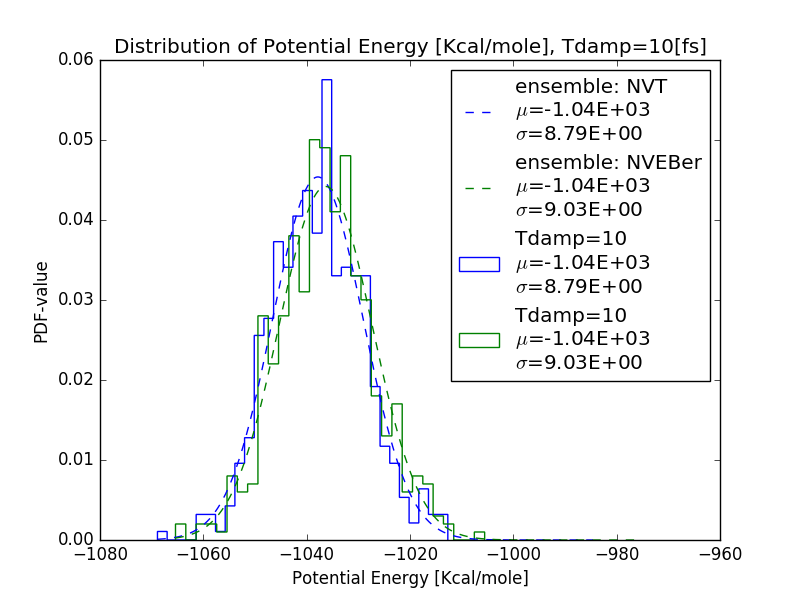 Distribution of Potential Energy [Kcal/mole], Tdamp=10[fs]
0.06
0.05
0.04
0.03
0.02
0.01
0.00
PDF-value
ensemble: NVT
μ=-1.04E+03
σ=8.79E+00
ensemble: NVEBer
μ=-1.04E+03
σ=9.03E+00
Tdamp=10
μ=-1.04E+03
σ=8.79E+00
Tdamp=10
μ=-1.04E+03
σ=9.03E+00
−1080 −1060 −1040 −1020 −1000 −980 −960
Potential Energy [Kcal/mole]